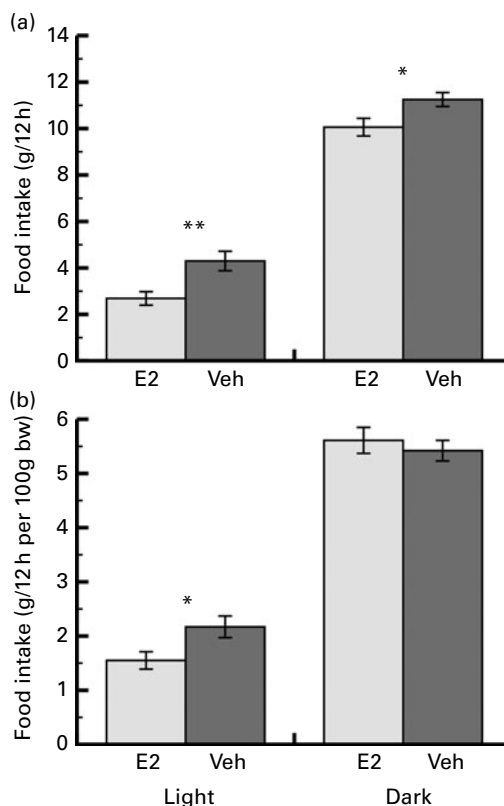 (a)
Food intake (g/12 h)
14
12
10
8
6
4
2
0
**
*
E2 Veh E2 Veh
(b)
Food intake (g/12 h per 100g bw)
6
5
4
3
2
1
0
*
E2 Veh E2 Veh
Light Dark